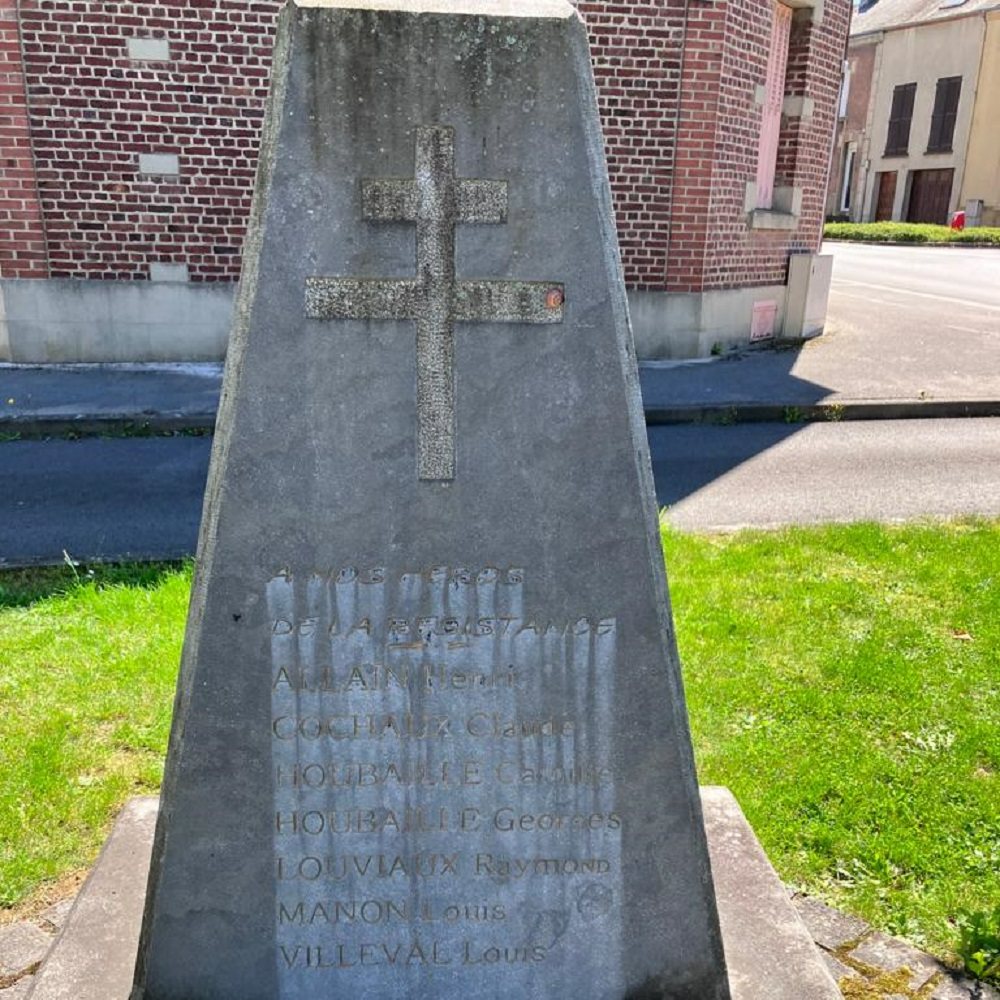 A NOS HEROS
DE LA RESISTANCE
ALLAIN Henri
COCHAUX Claude
HOUBAILLE Camille
HOUBAILLE Georges
LOUVIAUX Raymond
MANON Louis
VILLEVAL Louis